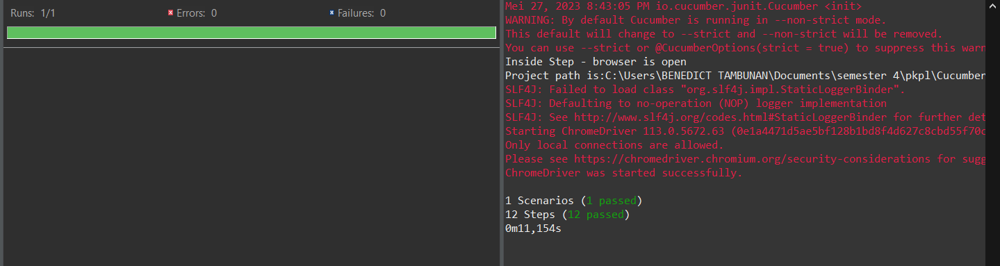 Runs: 1/1 Errors: 0 Failures: 0
Mei 27, 2023 8:43:05 PM io.cucumber.junit.Cucumber <init>
WARNING: By default Cucumber is running in --non-strict mode.
This default will change to --strict and --non-strict will be removed.
You can use --strict or @CucumberOptions(strict = true) to suppress this warn
Inside Step - browser is open
Project path is:C:\Users\BENEDICT TAMBUNAN\Documents\semester 4\pkpl\Cucumber
SLF4J: Failed to load class "org.slf4j.impl.StaticLoggerBinder".
SLF4J: Defaulting to no-operation (NOP) logger implementation
SLF4J: See http://www.slf4j.org/codes.html#StaticLoggerBinder for further det
Starting ChromeDriver 113.0.5672.63 (0e1a4471d5ae5bf128b1bd8f4d627c8cbd55f70c
Only local connections are allowed.
Please see https://chromedriver.chromium.org/security-considerations for sugg
ChromeDriver was started successfully.
1 Scenarios (1 passed)
12 Steps (12 passed)
0m11,154s